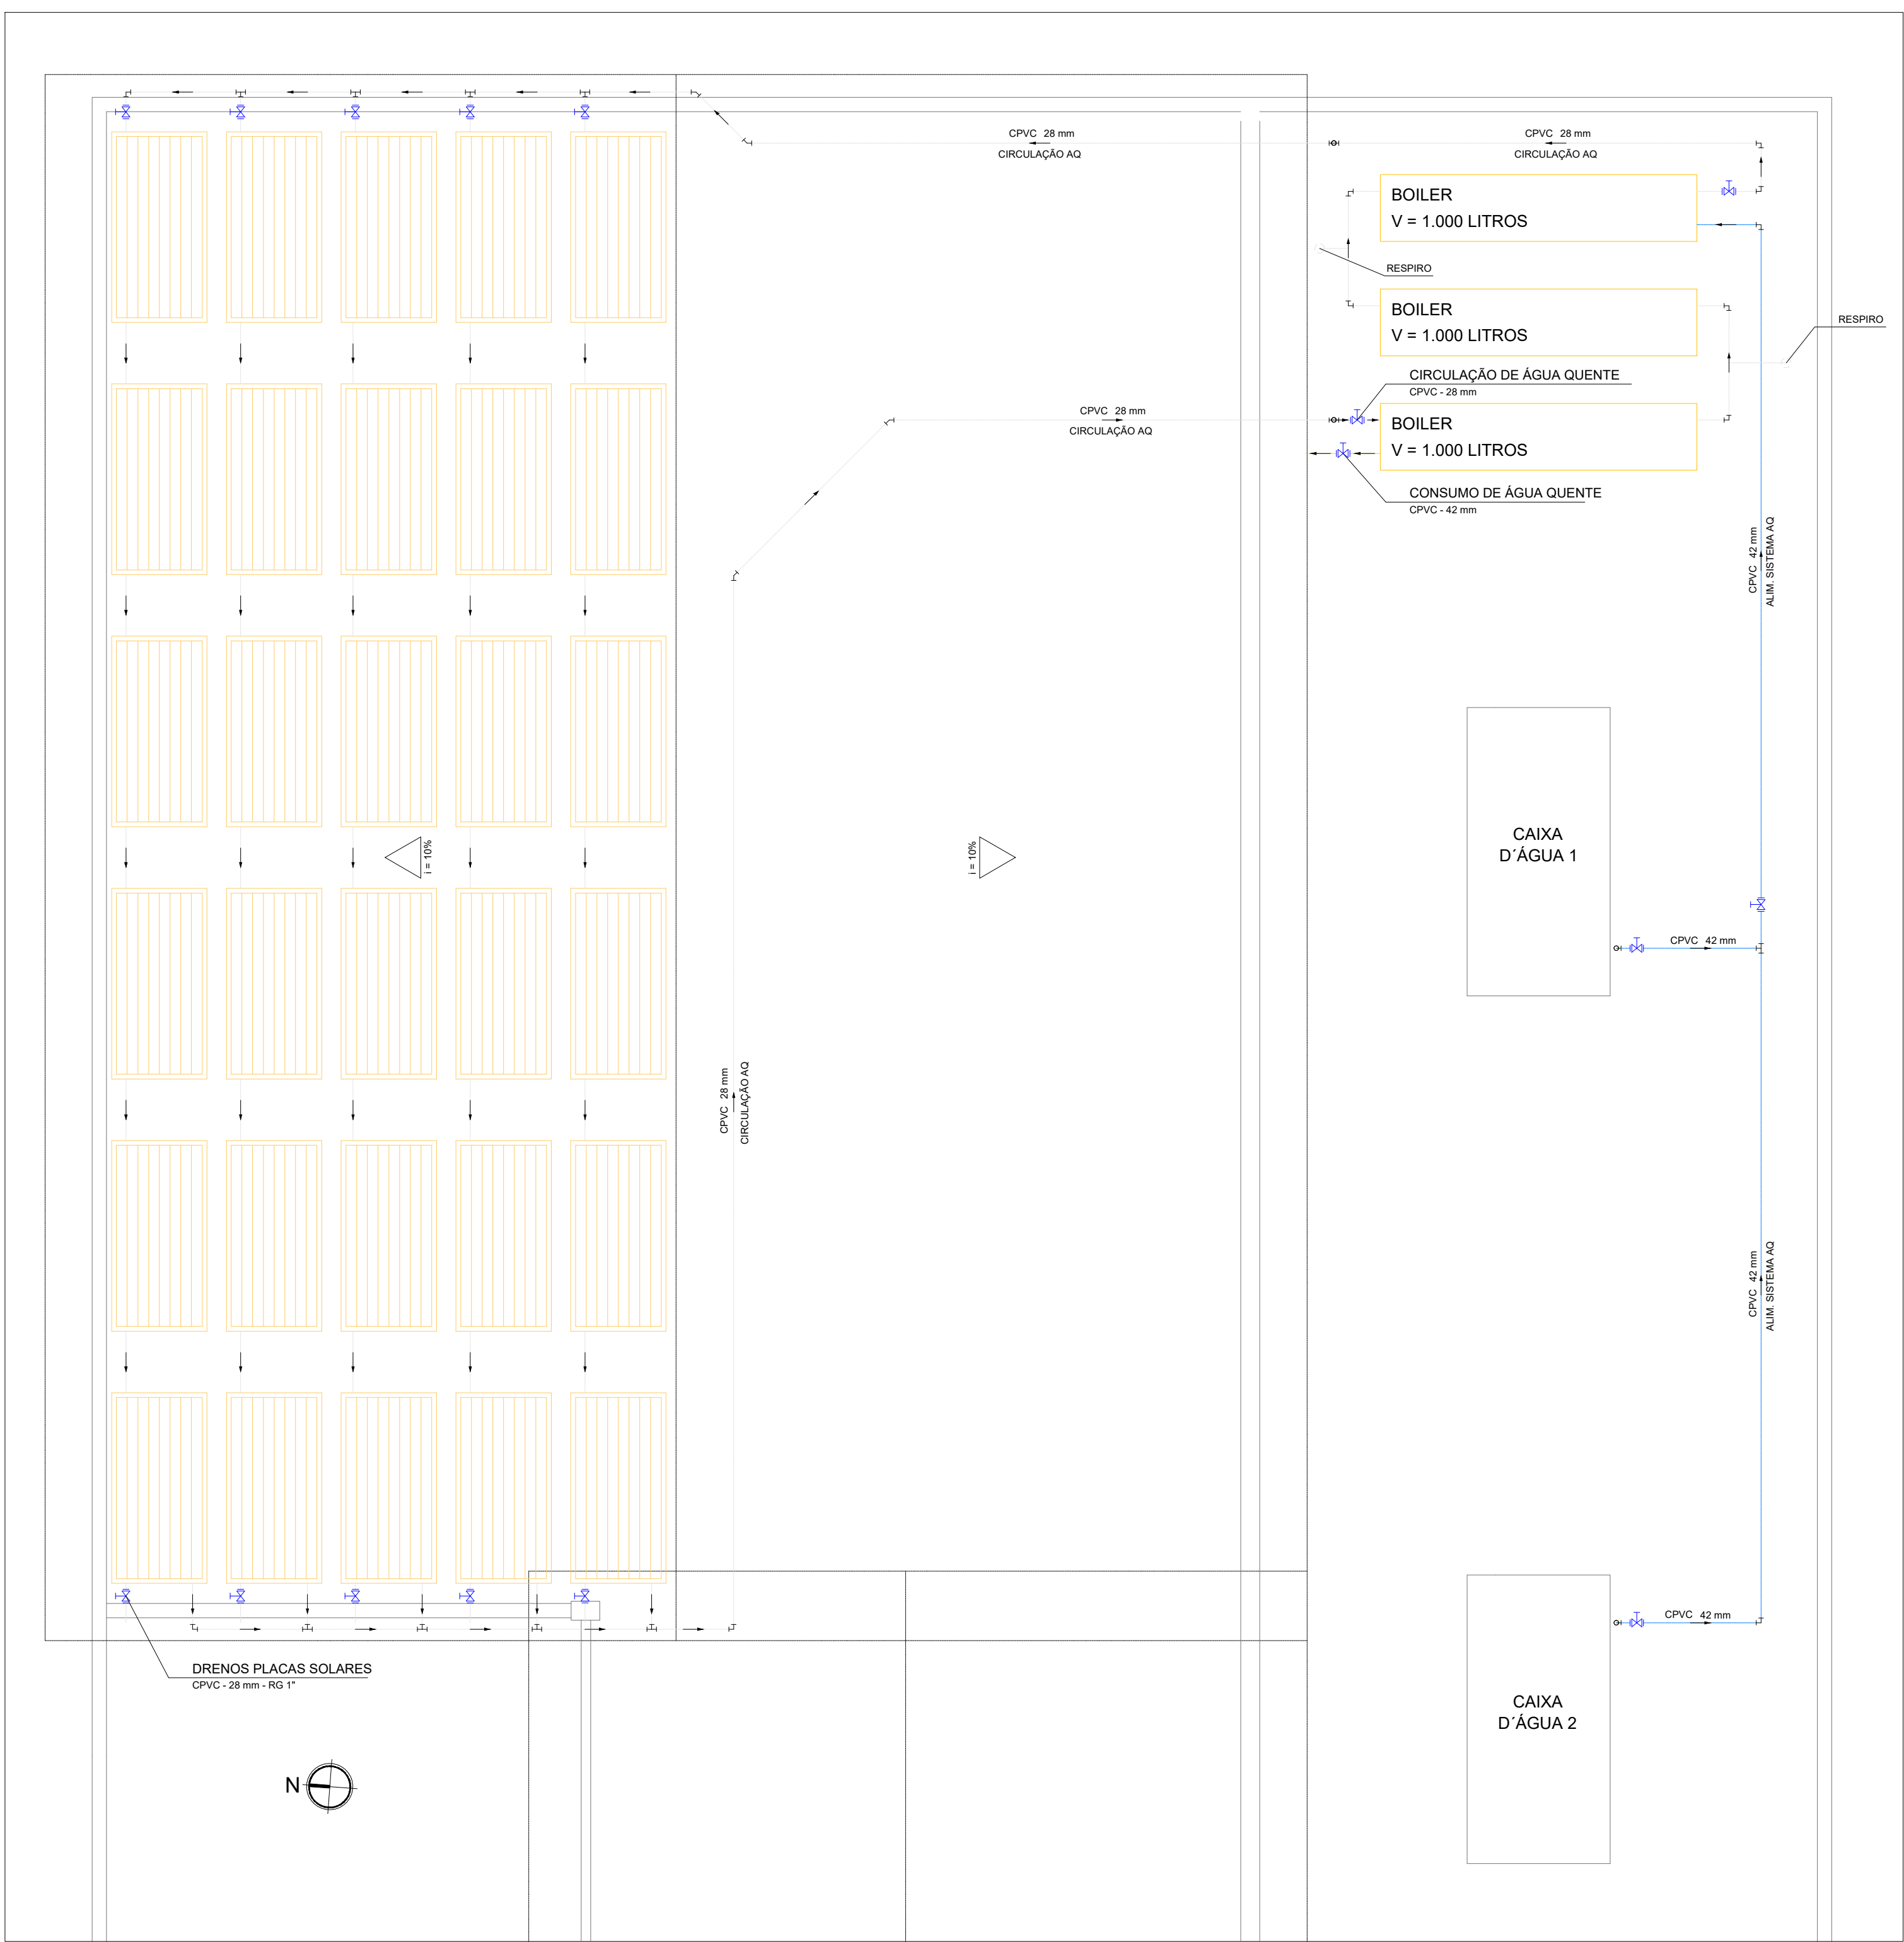 CPVC 28 mm
CIRCULAÇÃO AQ
CPVC 28 mm
CIRCULAÇÃO AQ
BOILER
V = 1.000 LITROS
RESPIRO
BOILER
V = 1.000 LITROS
RESPIRO
CIRCULAÇÃO DE ÁGUA QUENTE
CPVC - 28 mm
CPVC 28 mm
CIRCULAÇÃO AQ
BOILER
V = 1.000 LITROS
CONSUMO DE ÁGUA QUENTE
CPVC - 42 mm
CPVC 42 mm
ALIM. SISTEMA AQ
i = 10%
i = 10%
CAIXA
D´ÁGUA 1
CPVC 42 mm
CPVC 28 mm
CIRCULAÇÃO AQ
CPVC 42 mm
ALIM. SISTEMA AQ
CPVC 42 mm
DRENOS PLACAS SOLARES
CPVC - 28 mm - RG 1"
CAIXA
D´ÁGUA 2
N